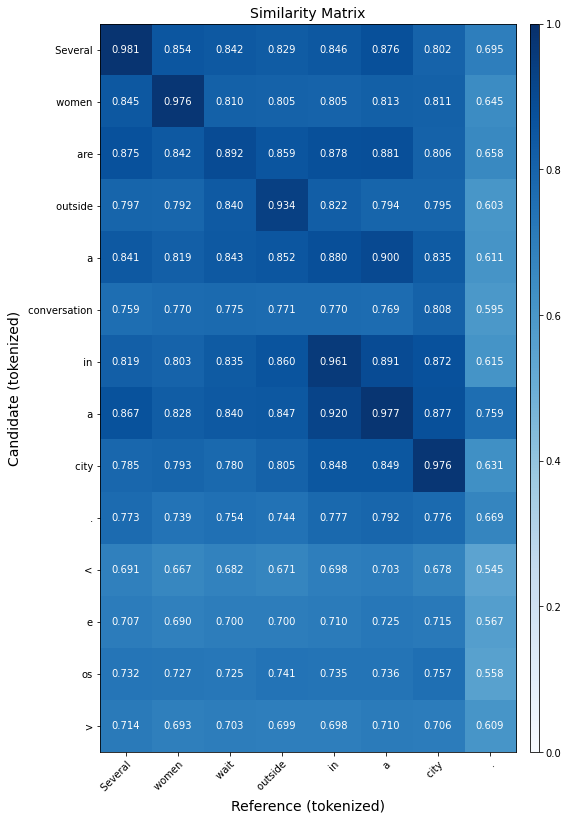 Similarity Matrix
Several 0.981 0.854 0.842 0.829 0.846 0.876 0.802 0.695
women 0.845 0.976 0.810 0.805 0.805 0.813 0.811 0.645
are 0.875 0.842 0.892 0.859 0.878 0.881 0.806 0.658
outside 0.797 0.792 0.840 0.934 0.822 0.794 0.795 0.603
a 0.841 0.819 0.843 0.852 0.880 0.900 0.835 0.611
conversation 0.759 0.770 0.775 0.771 0.770 0.769 0.808 0.595
in 0.819 0.803 0.835 0.860 0.961 0.891 0.872 0.615
a 0.867 0.828 0.840 0.847 0.920 0.977 0.877 0.759
city 0.785 0.793 0.780 0.805 0.848 0.849 0.976 0.631
. 0.773 0.739 0.754 0.744 0.777 0.792 0.776 0.669
< 0.691 0.667 0.682 0.671 0.698 0.703 0.678 0.545
e 0.707 0.690 0.700 0.700 0.710 0.725 0.715 0.567
os 0.732 0.727 0.725 0.741 0.735 0.736 0.757 0.558
> 0.714 0.693 0.703 0.699 0.698 0.710 0.706 0.609
Several women wait outside in a city .
Reference (tokenized)
Candidate (tokenized)
1.0
0.8
0.6
0.4
0.2
0.0